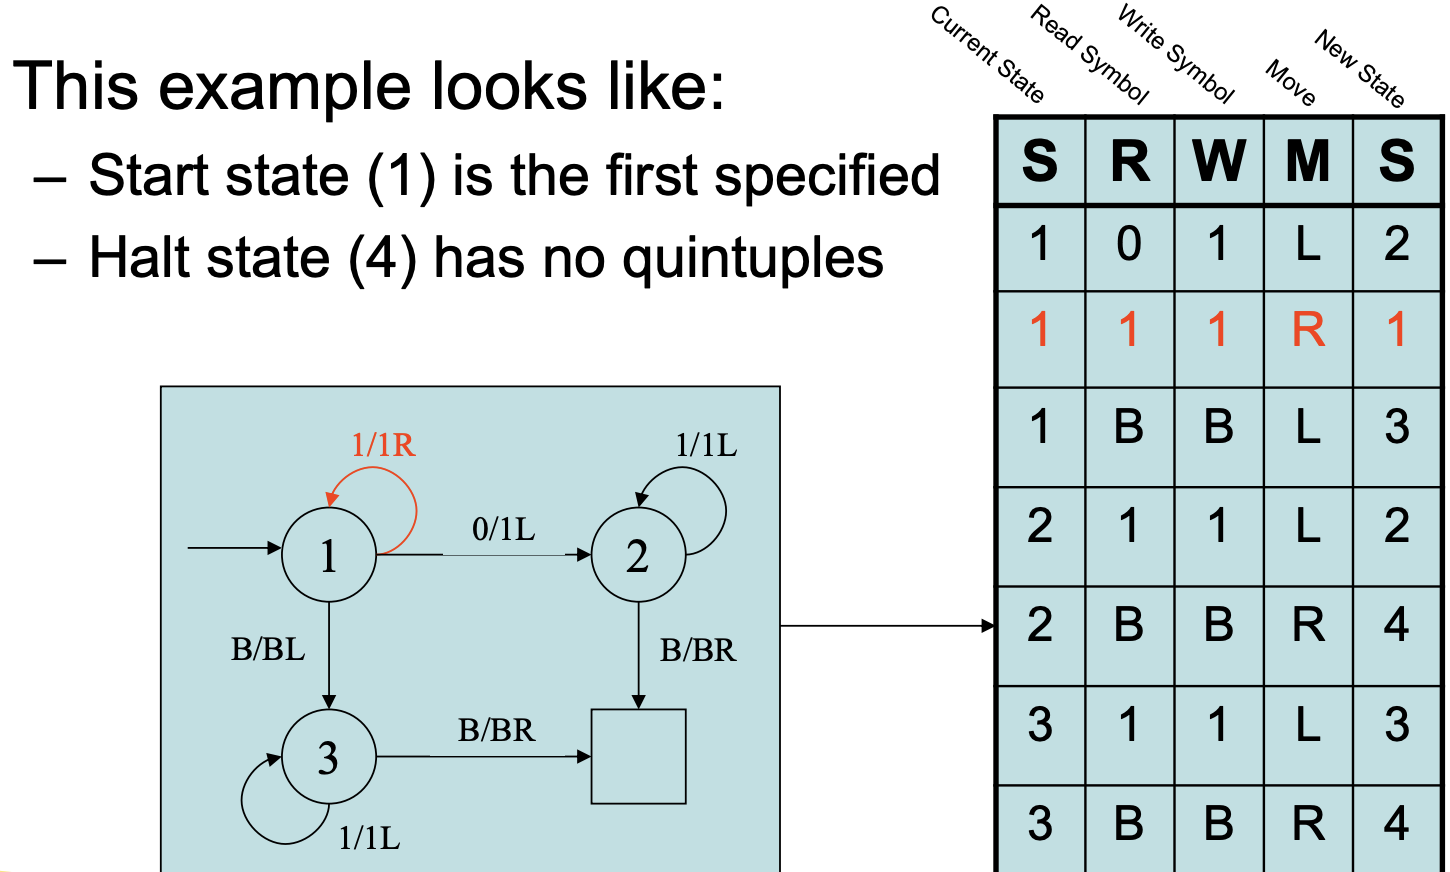 This example looks like:
– Start state (1) is the first specified
– Halt state (4) has no quintuples
Current State
Read Symbol
Write Symbol
Move
New State
S R W M S
1 0 1 L 2
1 1 1 R 1
1 B B L 3
2 1 1 L 2
2 B B R 4
3 1 1 L 3
3 B B R 4
1/1R
1/1L
0/1L
1
2
B/BL
B/BR
B/BR
3
1/1L